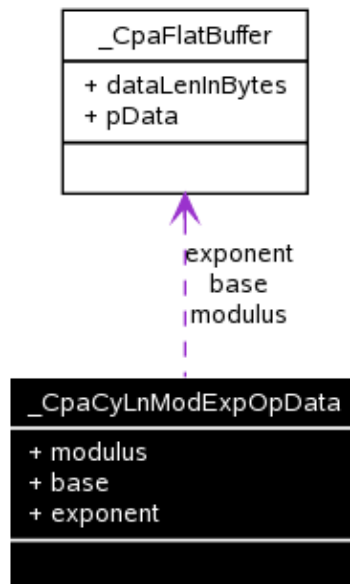 _CpaFlatBuffer
+ dataLenInBytes
+ pData
exponent
base
modulus
_CpaCyLnModExpOpData
+ modulus
+ base
+ exponent